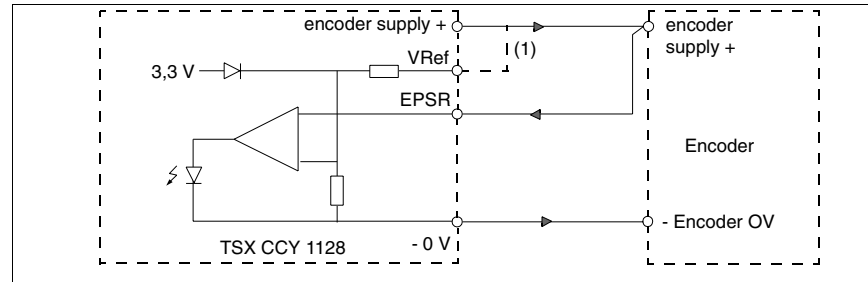 encoder supply +
(1)
encoder
supply +
VRef
3,3 V
EPSR
Encoder
- Encoder OV
TSX CCY 1128
- 0 V